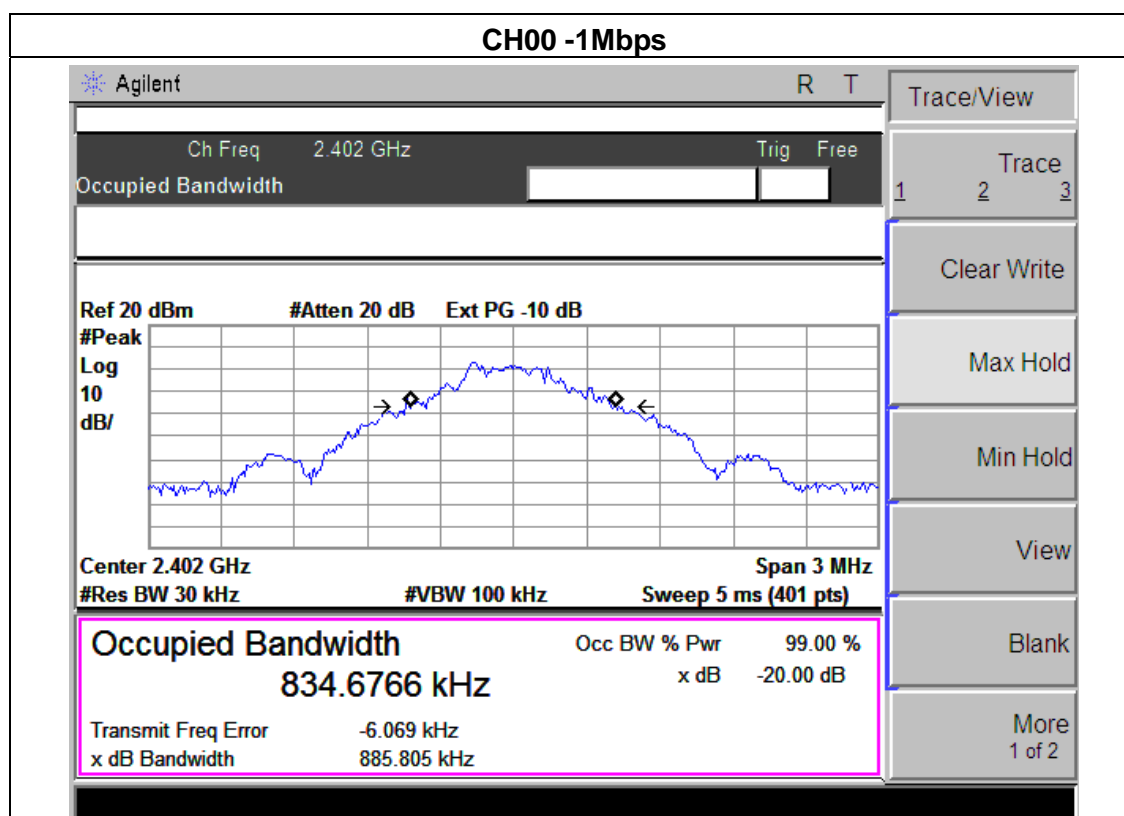 CH00 -1Mbps
Agilent R T
Ch Freq 2.402 GHz Trig Free
Occupied Bandwidth
Ref 20 dBm #Atten 20 dB Ext PG -10 dB
#Peak
Log
10
dB/
Center 2.402 GHz Span 3 MHz
#Res BW 30 kHz #VBW 100 kHz Sweep 5 ms (401 pts)
Occupied Bandwidth Occ BW % Pwr 99.00 %
834.6766 kHz x dB -20.00 dB
Transmit Freq Error -6.069 kHz
x dB Bandwidth 885.805 kHz
Trace/View
Trace
1 2 3
Clear Write
Max Hold
Min Hold
View
Blank
More
1 of 2